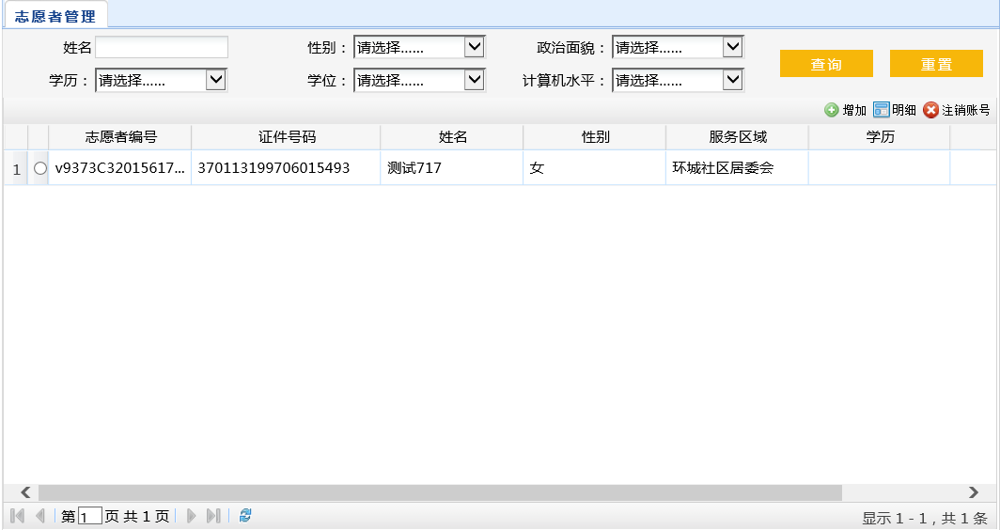 志愿者管理
姓名 性别： 请选择...... 政治面貌： 请选择...... 查询 重置
学历： 请选择...... 学位： 请选择...... 计算机水平： 请选择......
增加 明细 注销账号
志愿者编号 证件号码 姓名 性别 服务区域 学历
1 v9373C32015617... 370113199706015493 测试717 女 环城社区居委会
第 1 页 共 1 页 显示 1 - 1，共 1 条